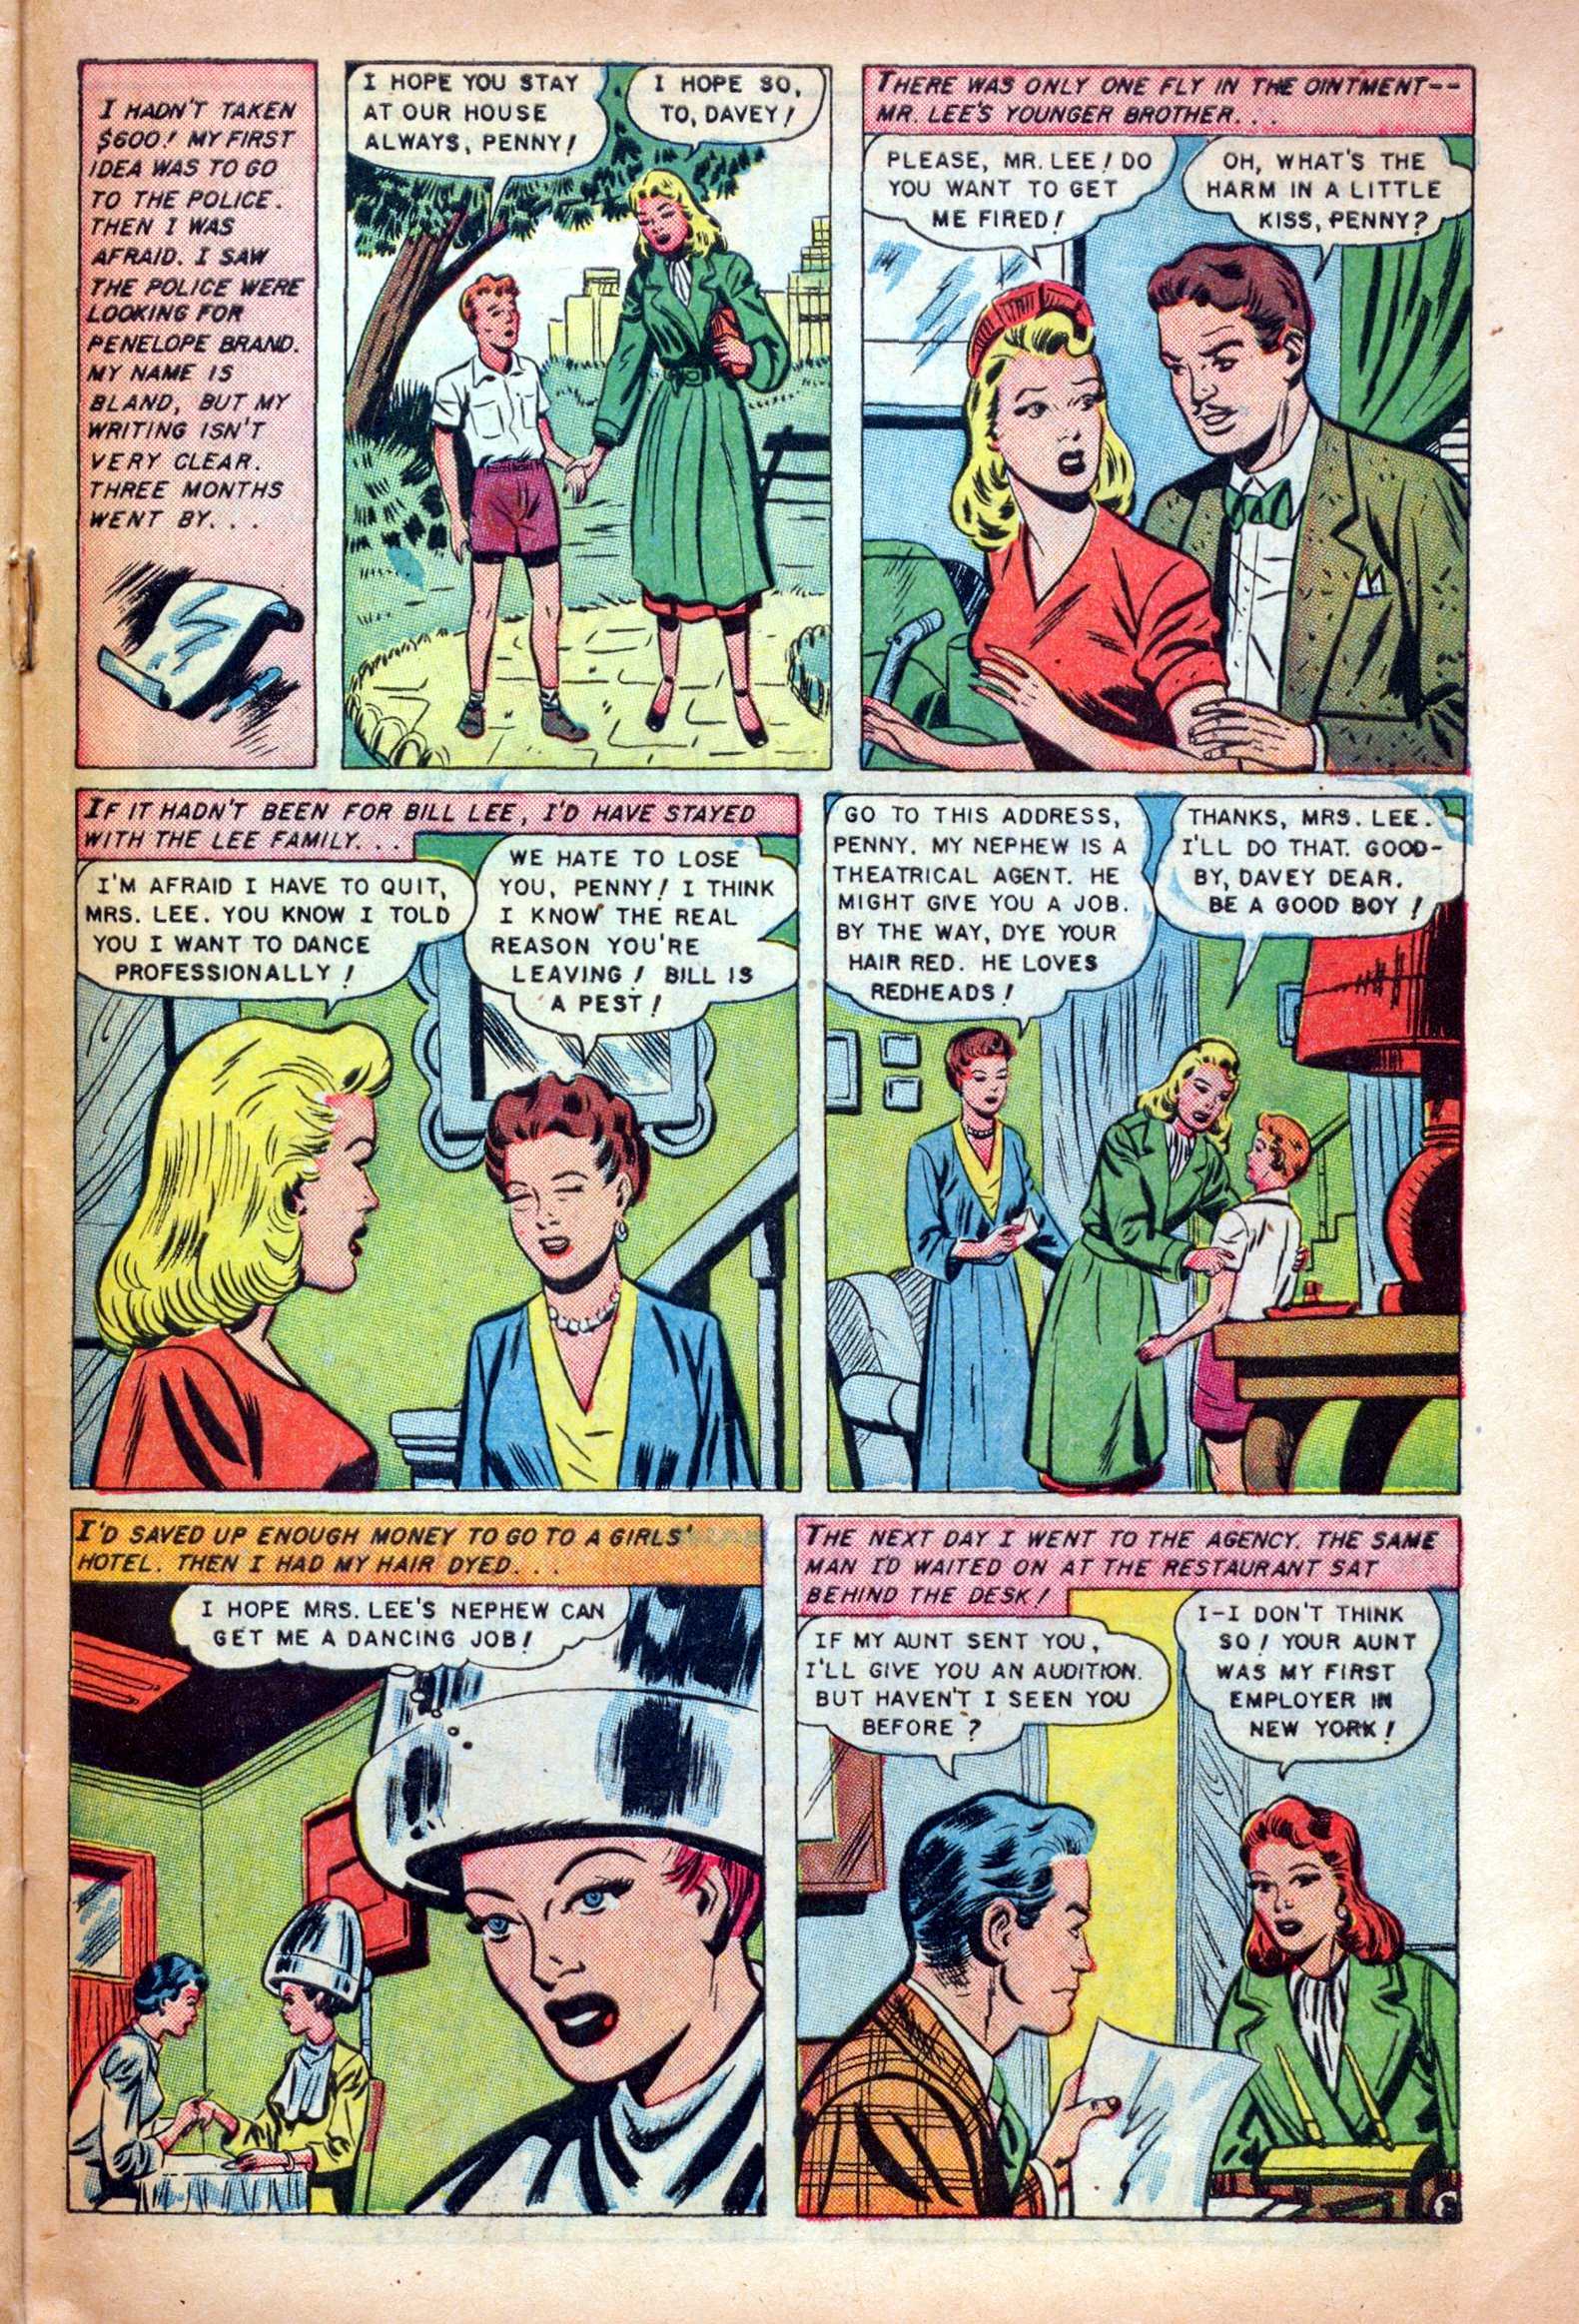 I HADN'T TAKEN
$600! MY FIRST
IDEA WAS TO GO
TO THE POLICE.
THEN I WAS
AFRAID. I SAW
THE POLICE WERE
LOOKING FOR
PENELOPE BRAND.
MY NAME IS
BLAND, BUT MY
WRITING ISN'T
VERY CLEAR.
THREE MONTHS
WENT BY. . .
I HOPE YOU STAY
AT OUR HOUSE
ALWAYS, PENNY!
I HOPE SO,
TO, DAVEY!
THERE WAS ONLY ONE FLY IN THE OINTMENT--
MR. LEE'S YOUNGER BROTHER. . .
PLEASE, MR. LEE! DO
YOU WANT TO GET
ME FIRED!
OH, WHAT'S THE
HARM IN A LITTLE
KISS, PENNY?
IF IT HADN'T BEEN FOR BILL LEE, I'D HAVE STAYED
WITH THE LEE FAMILY. . .
I'M AFRAID I HAVE TO QUIT,
MRS. LEE. YOU KNOW I TOLD
YOU I WANT TO DANCE
PROFESSIONALLY!
WE HATE TO LOSE
YOU, PENNY! I THINK
I KNOW THE REAL
REASON YOU'RE
LEAVING! BILL IS
A PEST!
GO TO THIS ADDRESS,
PENNY. MY NEPHEW IS A
THEATRICAL AGENT. HE
MIGHT GIVE YOU A JOB.
BY THE WAY, DYE YOUR
HAIR RED. HE LOVES
REDHEADS!
THANKS, MRS. LEE.
I'LL DO THAT. GOOD-
BY, DAVEY DEAR.
BE A GOOD BOY!
I'D SAVED UP ENOUGH MONEY TO GO TO A GIRLS'
HOTEL. THEN I HAD MY HAIR DYED. . .
I HOPE MRS. LEE'S NEPHEW CAN
GET ME A DANCING JOB!
THE NEXT DAY I WENT TO THE AGENCY. THE SAME
MAN I'D WAITED ON AT THE RESTAURANT SAT
BEHIND THE DESK!
IF MY AUNT SENT YOU,
I'LL GIVE YOU AN AUDITION.
BUT HAVEN'T I SEEN YOU
BEFORE?
I-I DON'T THINK
SO! YOUR AUNT
WAS MY FIRST
EMPLOYER IN
NEW YORK!